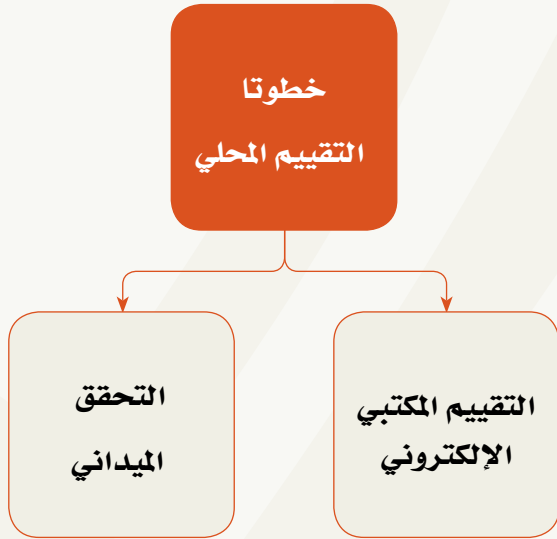 خطوتا
التقييم المحلي
التقييم المكتبي
الإلكتروني
التحقق
الميداني